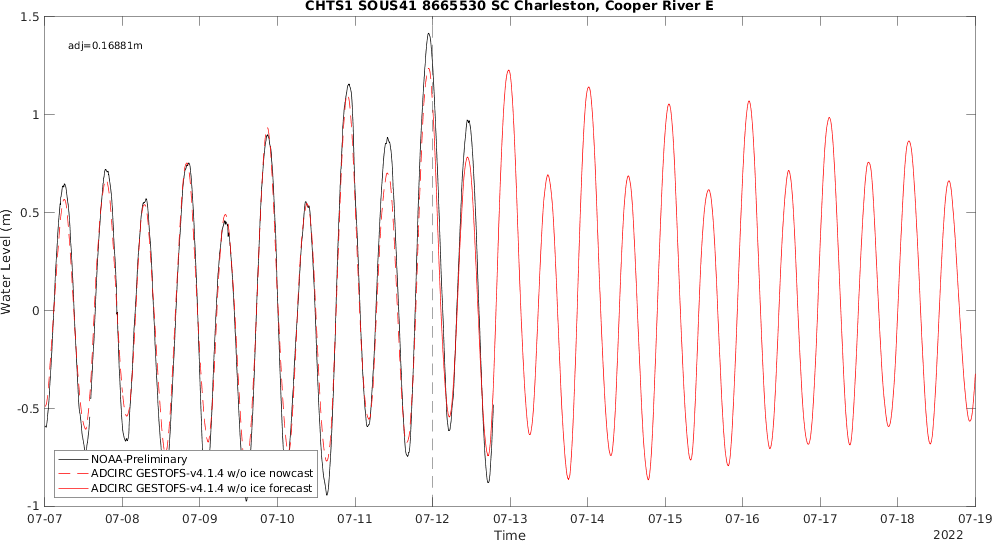 CHTS1 SOUS41 8665530 SC Charleston, Cooper River E
adj=0.16881m
1.5
1
0.5
0
-0.5
-1
Water Level (m)
NOAA-Preliminary
ADCIRC GESTOFS-v4.1.4 w/o ice nowcast
ADCIRC GESTOFS-v4.1.4 w/o ice forecast
07-07 07-08 07-09 07-10 07-11 07-12 07-13 07-14 07-15 07-16 07-17 07-18 07-19
Time
2022